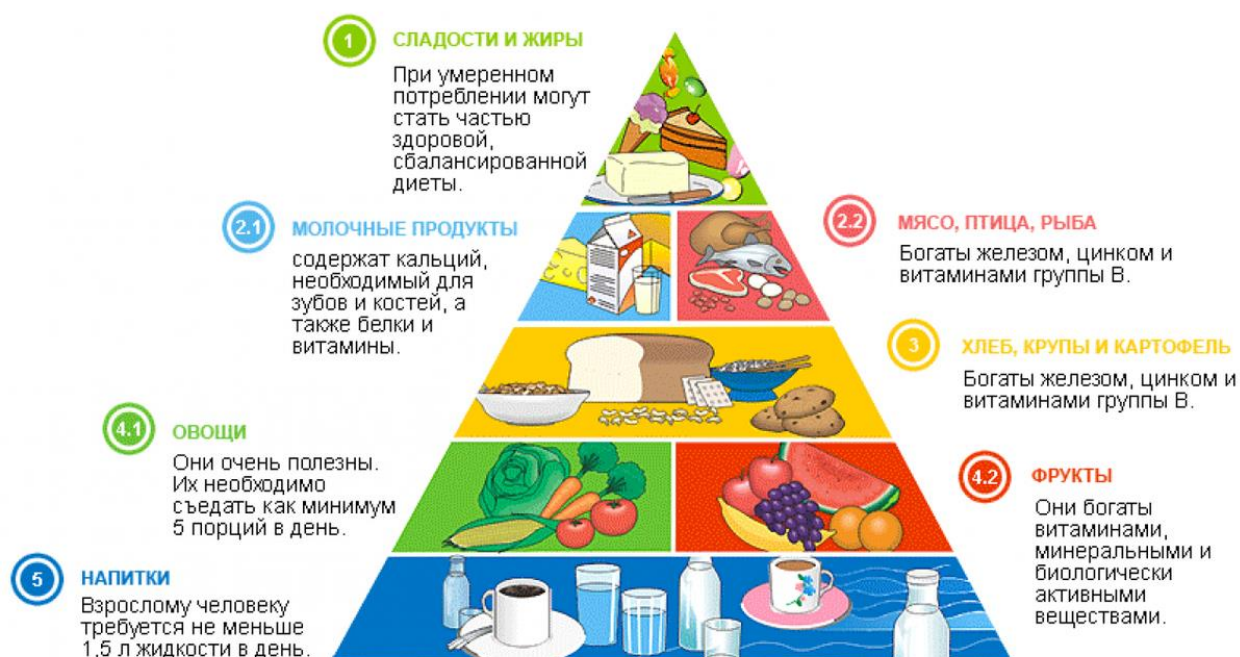 1
СЛАДОСТИ И ЖИРЫ
При умеренном
потреблении могут
стать частью
здоровой,
сбалансированной
диеты.
2.1
МОЛОЧНЫЕ ПРОДУКТЫ
содержат кальций,
необходимый для
зубов и костей, а
также белки и
витамины.
2.2
МЯСО, ПТИЦА, РЫБА
Богаты железом, цинком и
витаминами группы В.
3
ХЛЕБ, КРУПЫ И КАРТОФЕЛЬ
Богаты железом, цинком и
витаминами группы В.
4.1
ОВОЩИ
Они очень полезны.
Их необходимо
съедать как минимум
5 порций в день.
4.2
ФРУКТЫ
Они богаты
витаминами,
минеральными и
биологически
активными
веществами.
5
НАПИТКИ
Взрослому человеку
требуется не меньше
1,5 л жидкости в день.